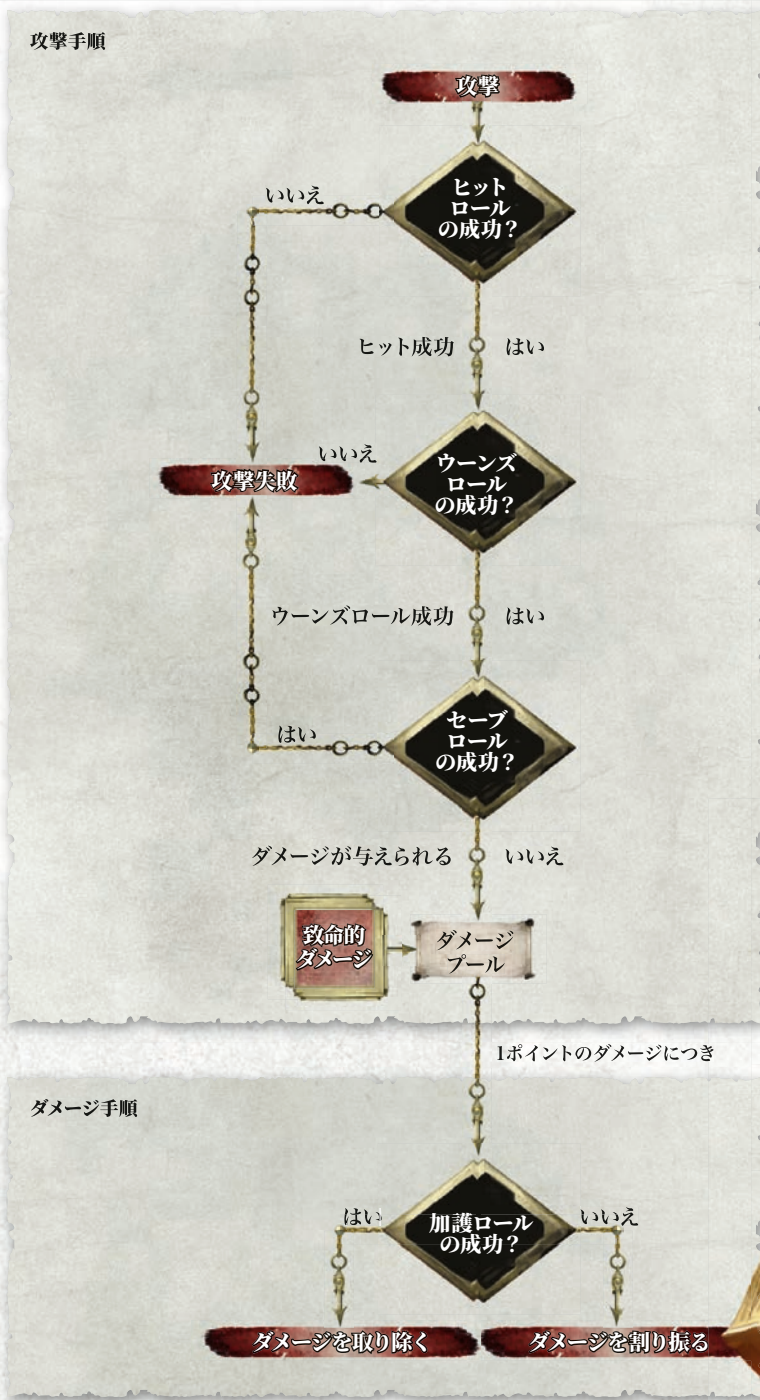 攻撃手順
攻撃
ヒット
ロール
の成功？
いいえ
ヒット成功
はい
ウーンズ
ロール
の成功？
いいえ
攻撃失敗
ウーンズロール成功
はい
セーブ
ロール
の成功？
はい
ダメージが与えられる
いいえ
致命的
ダメージ
ダメージ
プール
1ポイントのダメージにつき
ダメージ手順
加護ロール
の成功？
はい
いいえ
ダメージを取り除く
ダメージを割り振る